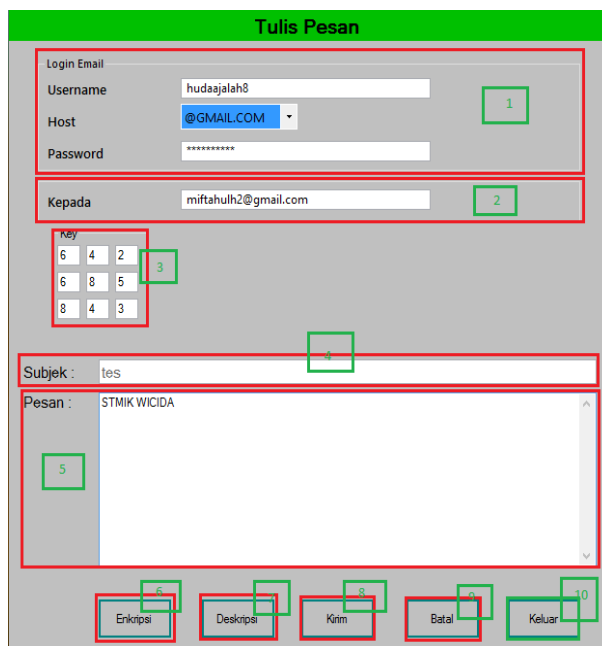 Tulis Pesan
Login Email
Username hudaajalah8
1
Host @GMAIL.COM
Password **********
Kepada miftahulh2@gmail.com 2
Key
6 4 2
3
6 8 5
8 4 3
4
Subjek : tes
Pesan : STMIK WICIDA
5
6 7 8 9 10
Enkripsi Deskripsi Kirim Batal Keluar